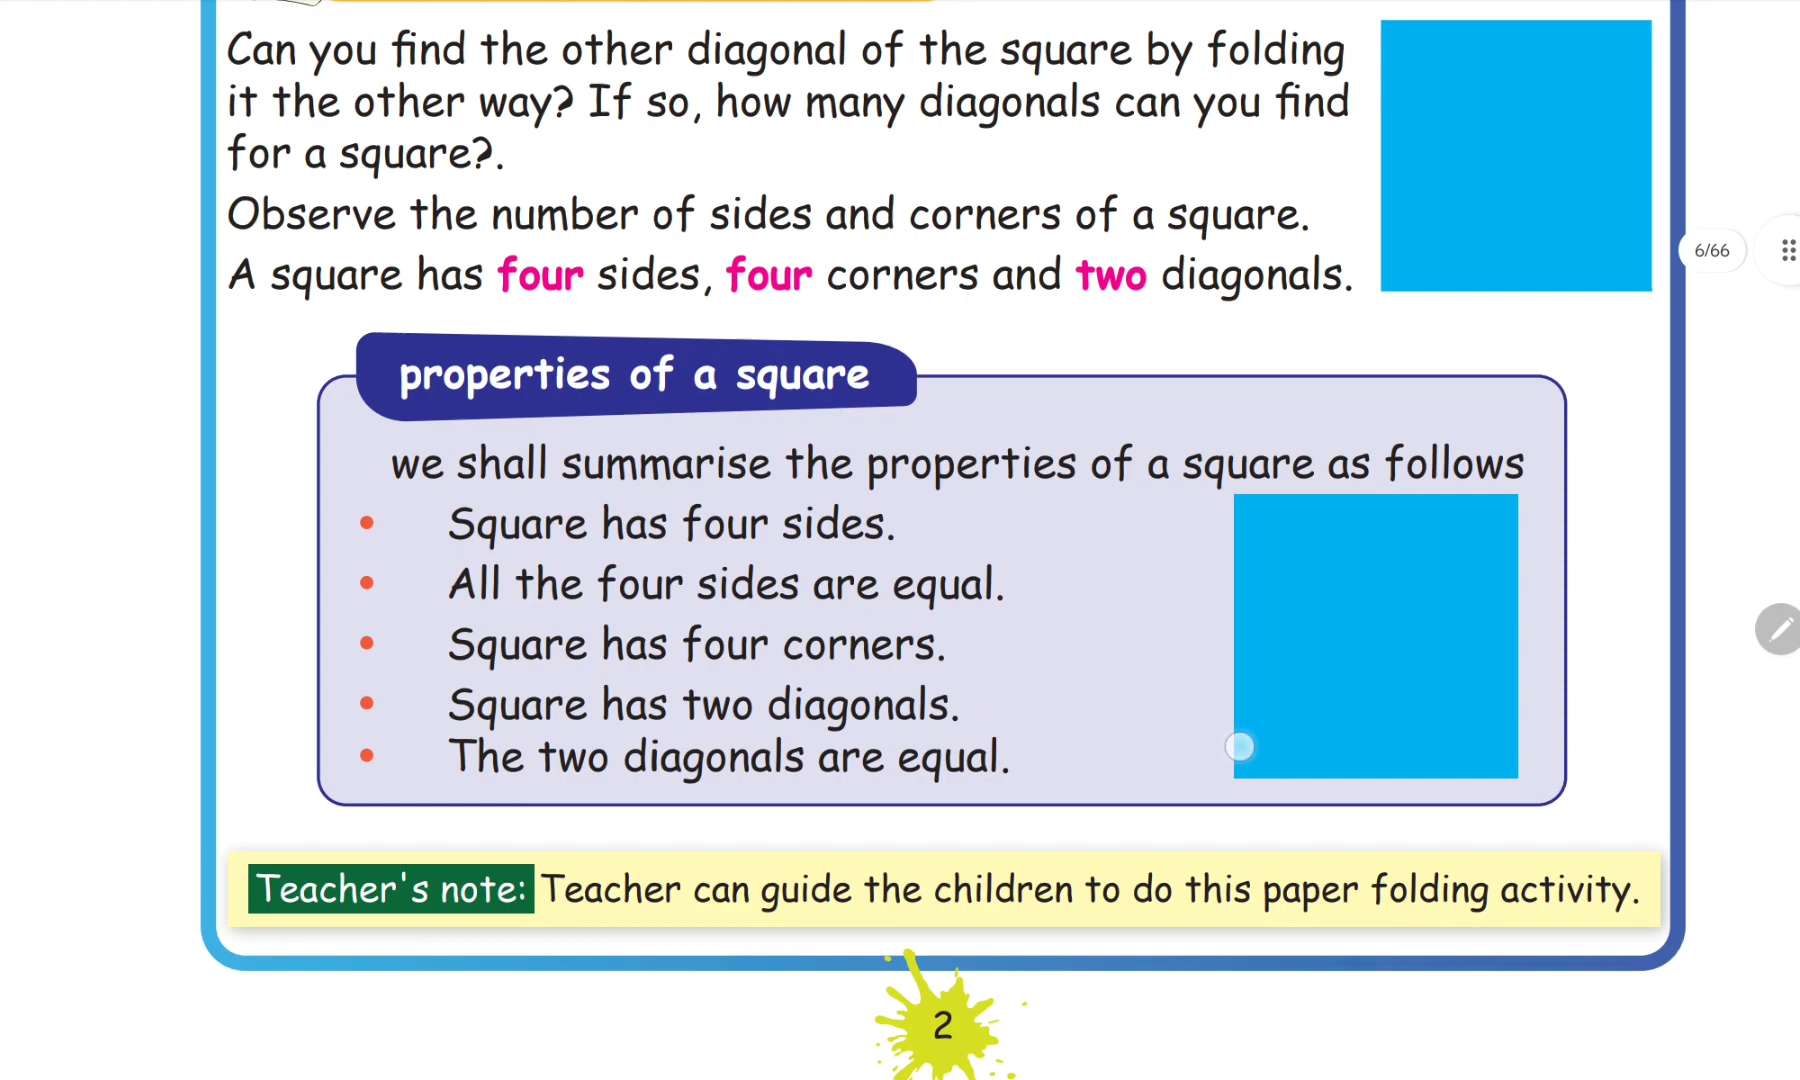 Can you find the other diagonal of the square by folding
it the other way? If so, how many diagonals can you find
for a square?.
Observe the number of sides and corners of a square.
A square has four sides, four corners and two diagonals.
6/66
properties of a square
we shall summarise the properties of a square as follows
• Square has four sides.
• All the four sides are equal.
• Square has four corners.
• Square has two diagonals.
• The two diagonals are equal.
Teacher's note: Teacher can guide the children to do this paper folding activity.
2